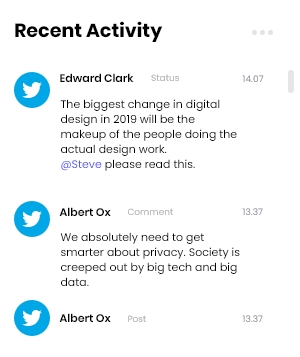 Recent Activity
Edward Clark Status 14.07
The biggest change in digital
design in 2019 will be the
makeup of the people doing the
actual design work.
@Steve please read this.
Albert Ox Comment 13.37
We absolutely need to get
smarter about privacy. Society is
creeped out by big tech and big
data.
Albert Ox Post 13.37